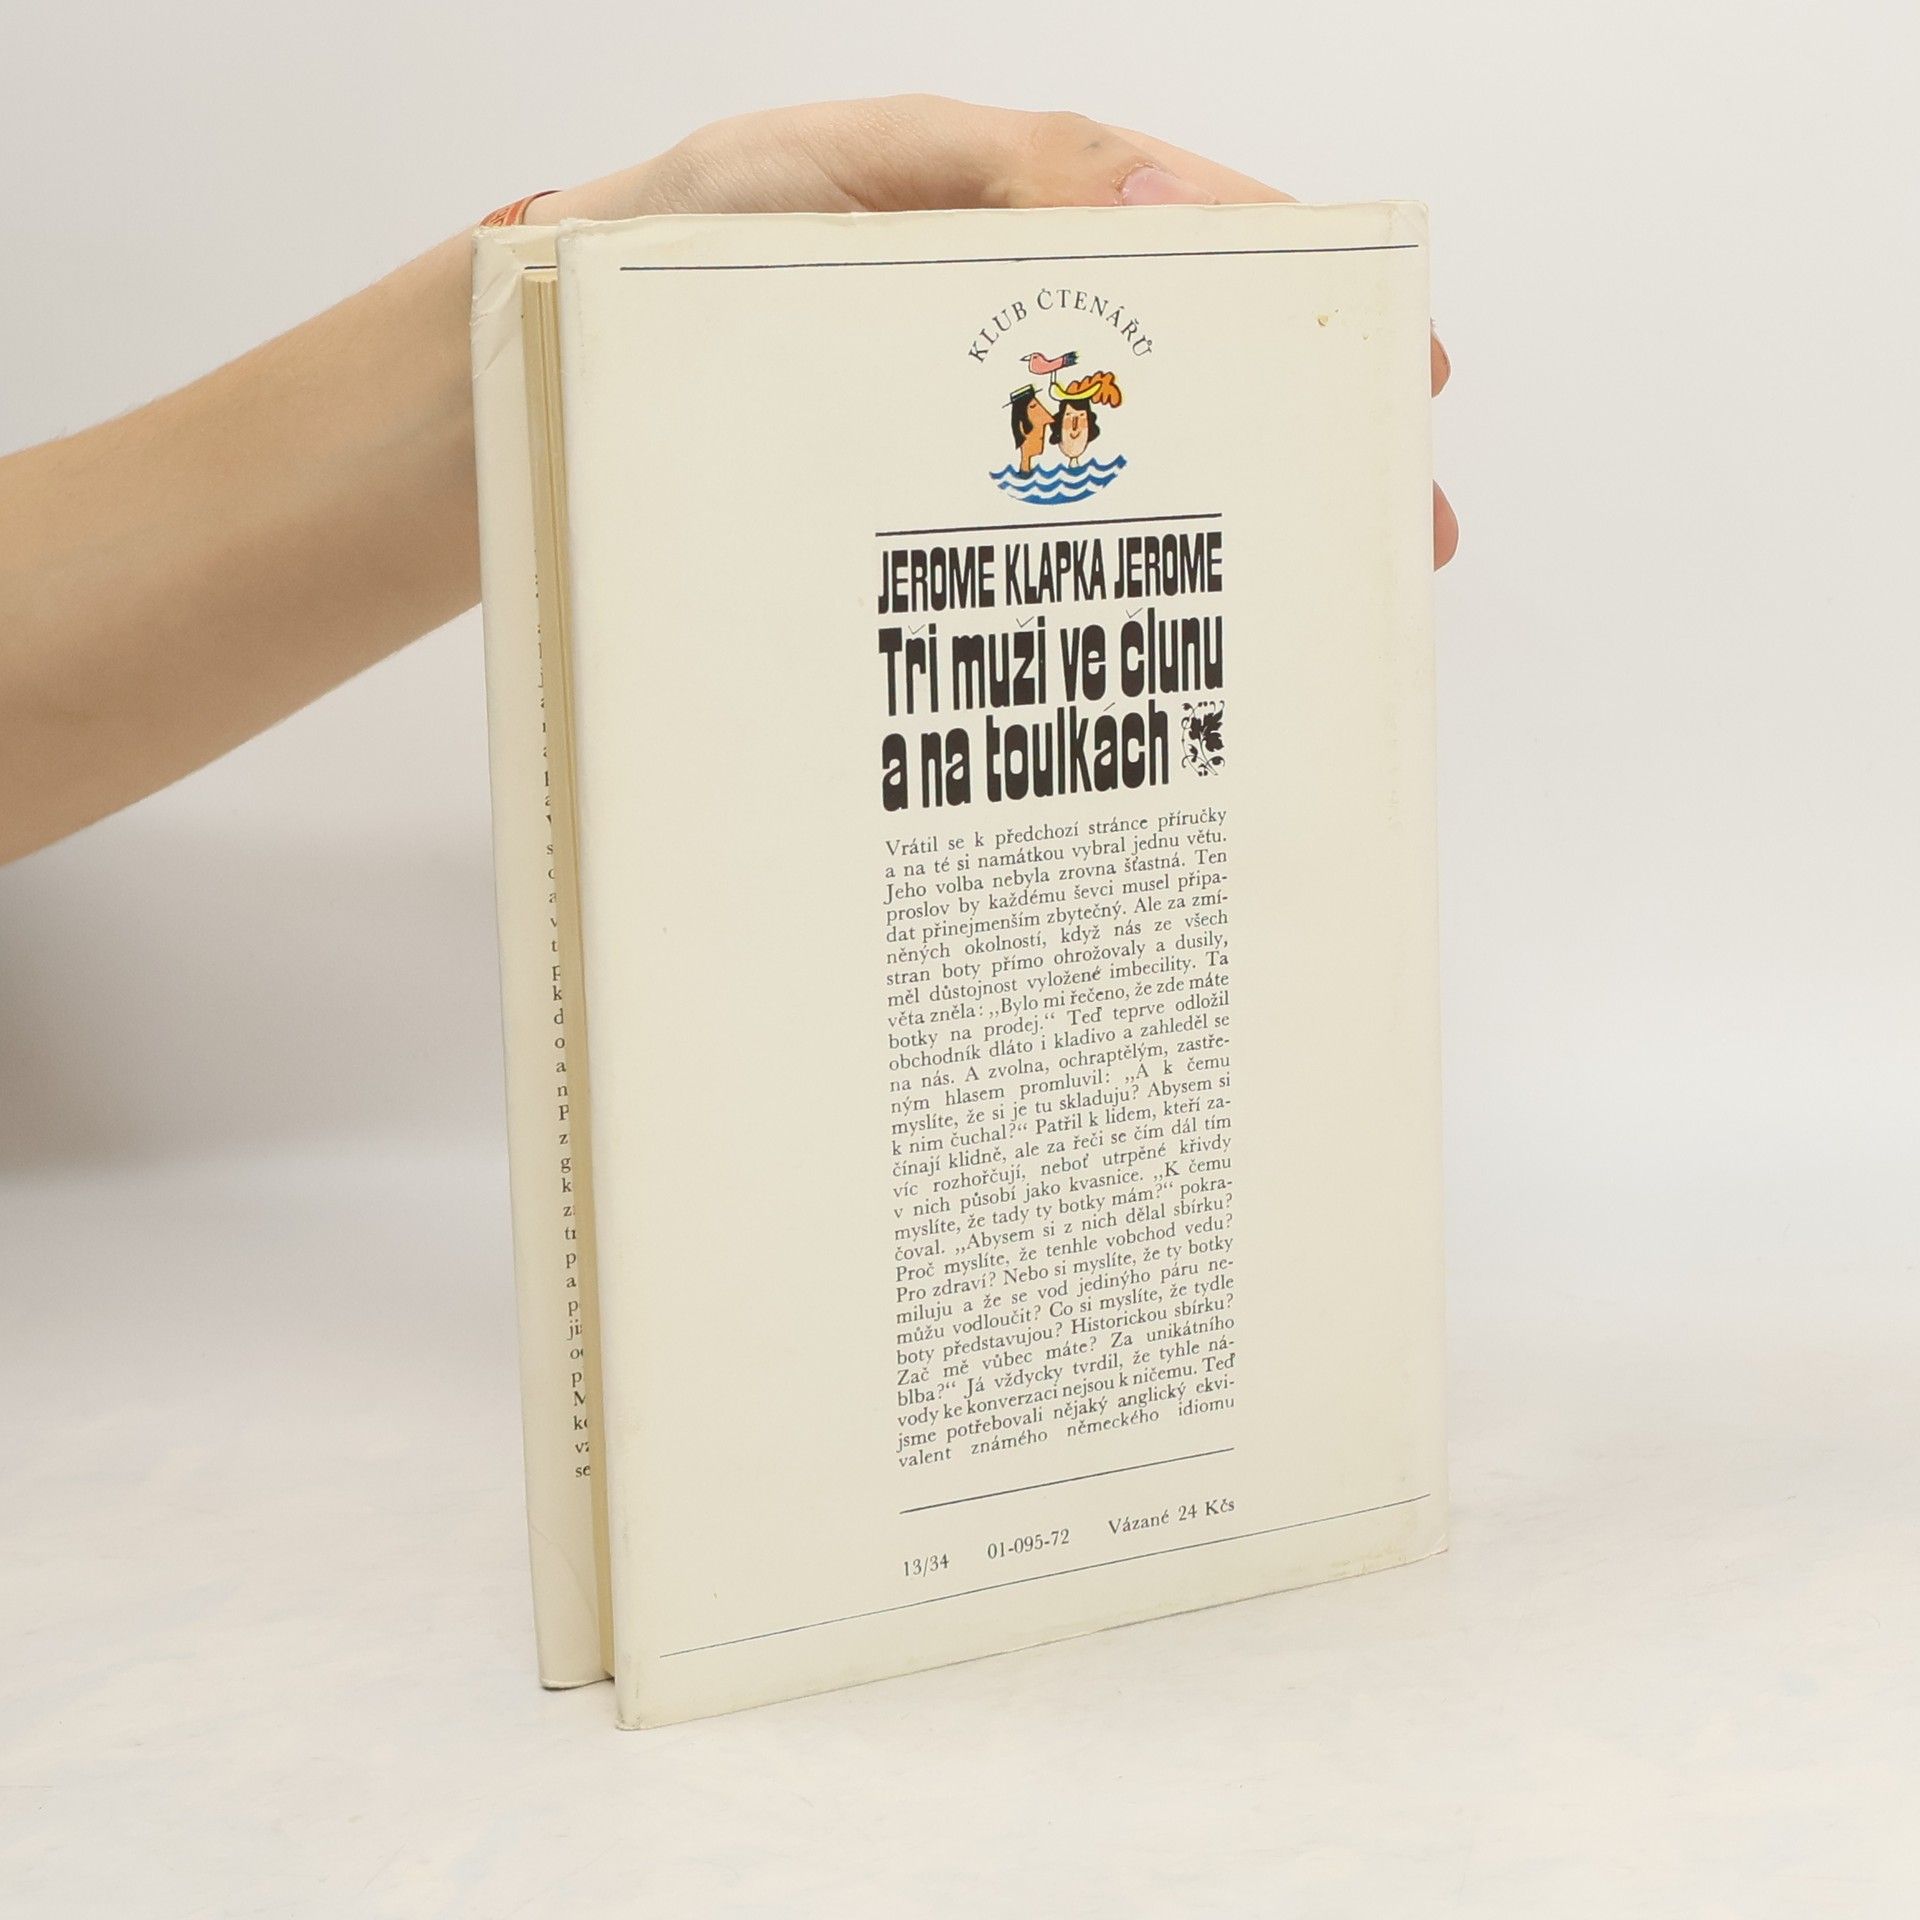 KLUB ČTENÁŘŮ
JEROME KLAPKA JEROME
Tři muži ve člunu
a na toulkách
Vrátil se k předchozí stránce příručky
a na té si namátkou vybral jednu větu.
Jeho volba nebyla zrovna šťastná. Ten
proslov by každému ševci musel připa-
dat přinejmenším zbytečný. Ale za zmí-
něných okolností, když nás ze všech
stran boty přímo ohrožovaly a dusily,
měl důstojnost vyložené imbecility. Ta
věta zněla: „Bylo mi řečeno, že zde máte
botky na prodej.“ Teď teprve odložil
obchodník dláto i kladivo a zahleděl se
na nás. A zvolna, ochraptělým, zastře-
ným hlasem promluvil: „A k čemu
myslíte, že si je tu skladuju? Abysem si
k nim čuchal?“ Patřil k lidem, kteří za-
čínají klidně, ale za řeči se čím dál tím
víc rozhořčují, neboť utrpěné křivdy
v nich působí jako kvasnice. „K čemu
myslíte, že tady ty botky mám?“ pokra-
čoval. „Abysem si z nich dělal sbírku?
Proč myslíte, že tenhle vobchod vedu?
Pro zdraví? Nebo si myslíte, že ty botky
miluju a že se vod jedinýho páru ne-
můžu vodloučit? Co si myslíte, že tydle
boty představujou? Historickou sbírku?
Zač mě vůbec máte? Za unikátního
blba?“ Já vždycky tvrdil, že tyhle ná-
vody ke konverzaci nejsou k ničemu. Teď
jsme potřebovali nějaký anglický ekvi-
valent známého německého idiomu
13/34 01-095-72 Vázané 24 Kčs